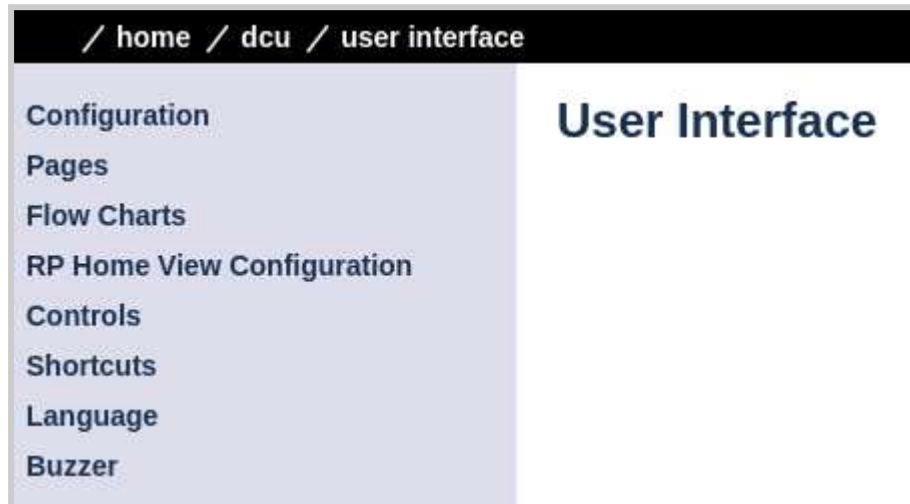 / home / dcu / user interface
Configuration
Pages
Flow Charts
RP Home View Configuration
Controls
Shortcuts
Language
Buzzer
User Interface